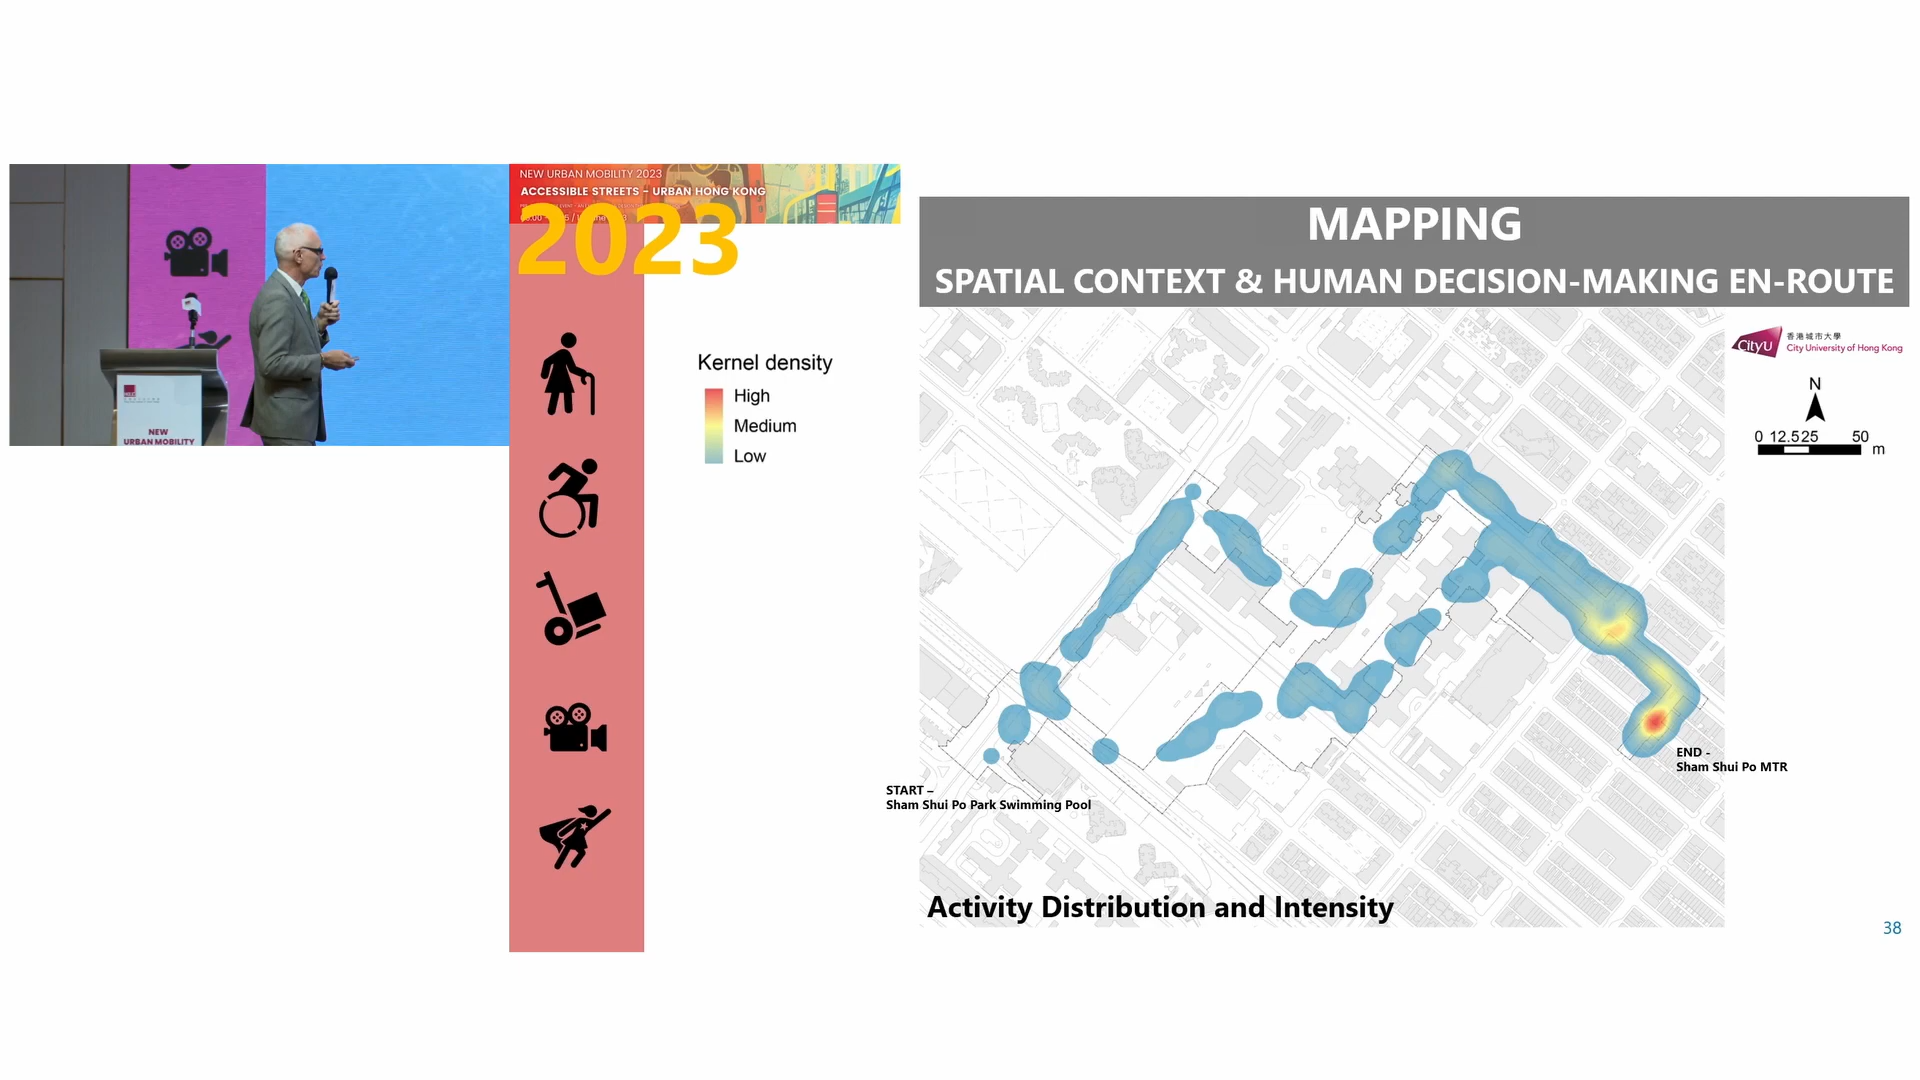 NEW URBAN MOBILITY 2023
ACCESSIBLE STREETS – URBAN HONG KONG
2023
NEW
URBAN MOBILITY
Kernel density
High
Medium
Low
MAPPING
SPATIAL CONTEXT & HUMAN DECISION-MAKING EN-ROUTE
CityU
香港城市大學
City University of Hong Kong
N
0 12.525 50
m
END -
Sham Shui Po MTR
START –
Sham Shui Po Park Swimming Pool
Activity Distribution and Intensity
38